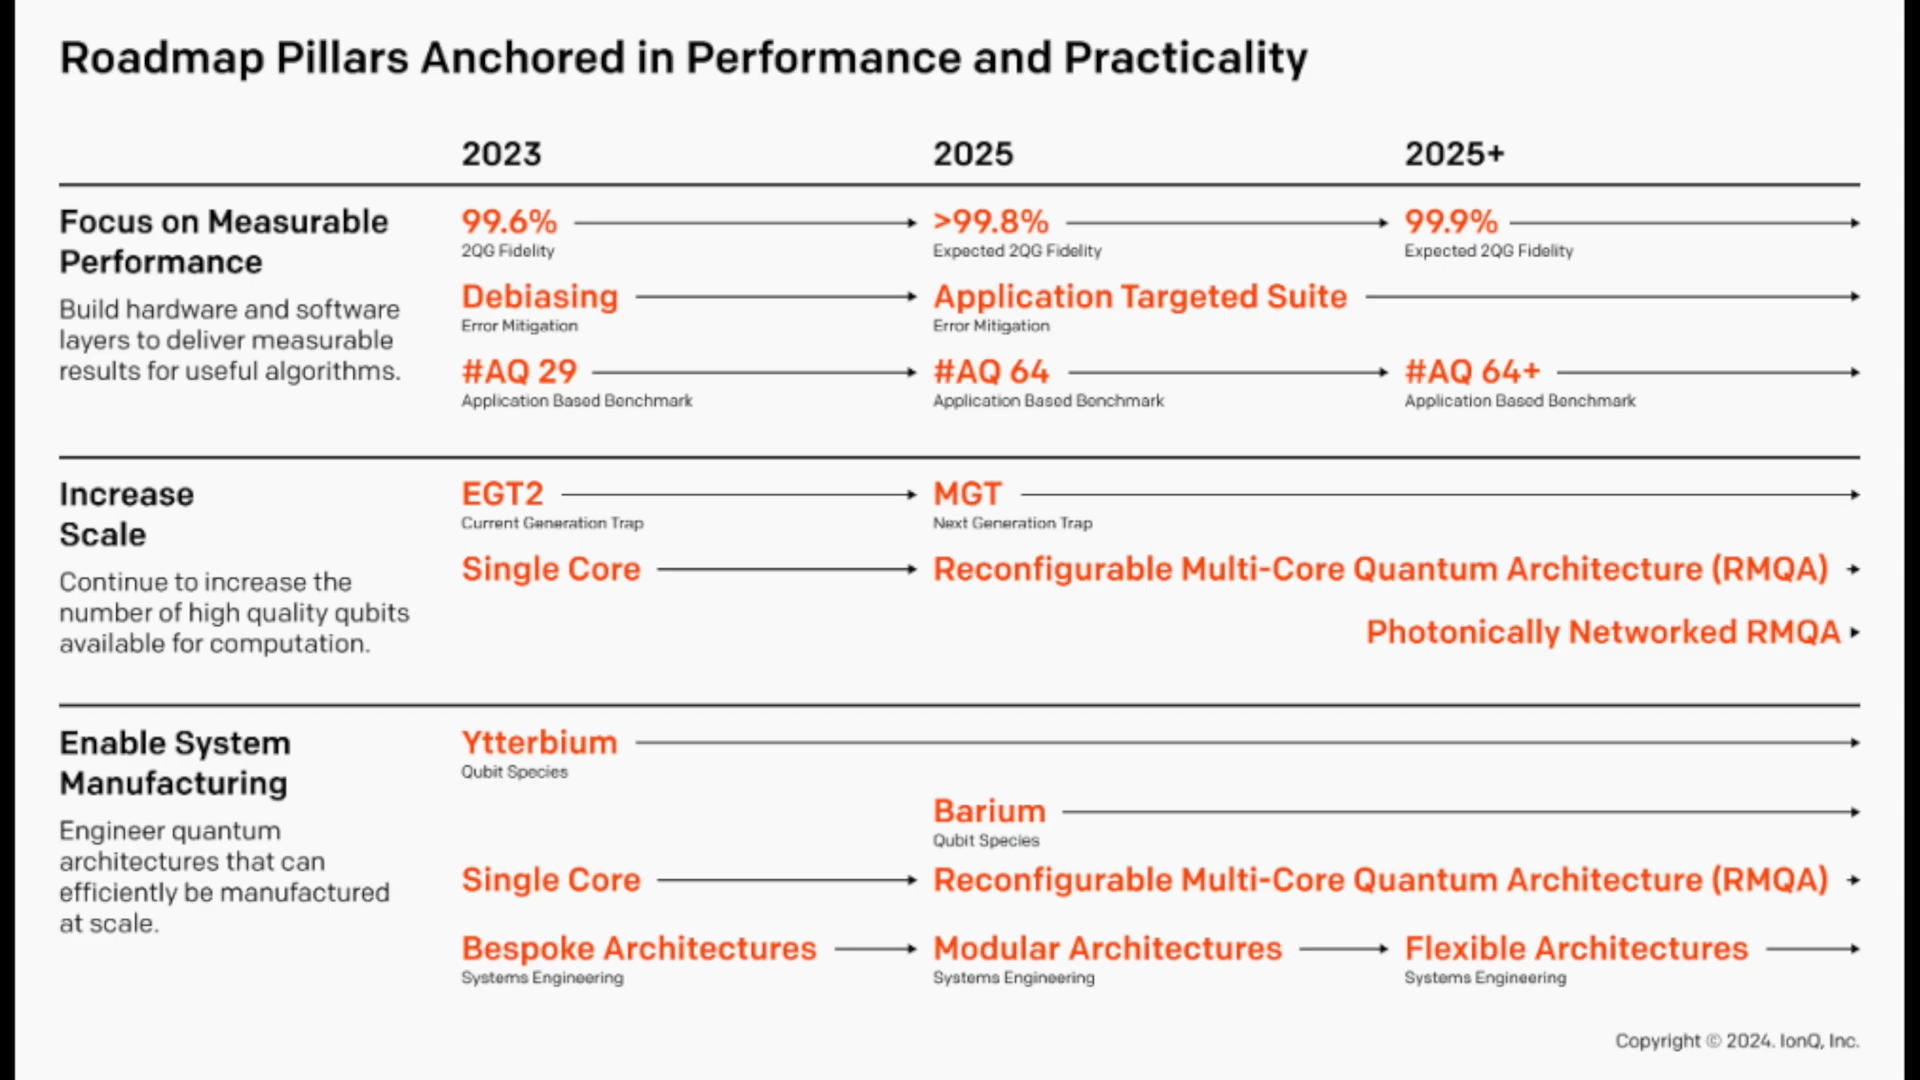 Roadmap Pillars Anchored in Performance and Practicality
2023 2025 2025+
Focus on Measurable
Performance
Build hardware and software
layers to deliver measurable
results for useful algorithms.
99.6% >99.8% 99.9%
2QG Fidelity Expected 2QG Fidelity Expected 2QG Fidelity
Debiasing Application Targeted Suite
Error Mitigation Error Mitigation
#AQ 29 #AQ 64 #AQ 64+
Application Based Benchmark Application Based Benchmark Application Based Benchmark
Increase
Scale
Continue to increase the
number of high quality qubits
available for computation.
EGT2 MGT
Current Generation Trap Next Generation Trap
Single Core Reconfigurable Multi-Core Quantum Architecture (RMQA)
Photonically Networked RMQA
Enable System
Manufacturing
Engineer quantum
architectures that can
efficiently be manufactured
at scale.
Ytterbium
Qubit Species
Barium
Qubit Species
Single Core Reconfigurable Multi-Core Quantum Architecture (RMQA)
Bespoke Architectures Modular Architectures Flexible Architectures
Systems Engineering Systems Engineering Systems Engineering
Copyright © 2024. IonQ, Inc.